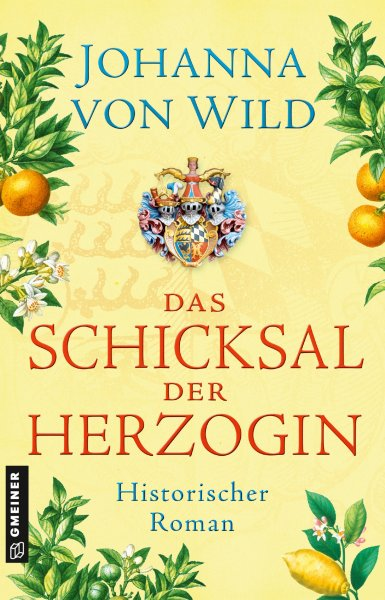 JOHANNA
VON WILD
DAS
SCHICKSAL
DER
HERZOGIN
Historischer
Roman
GMEINER